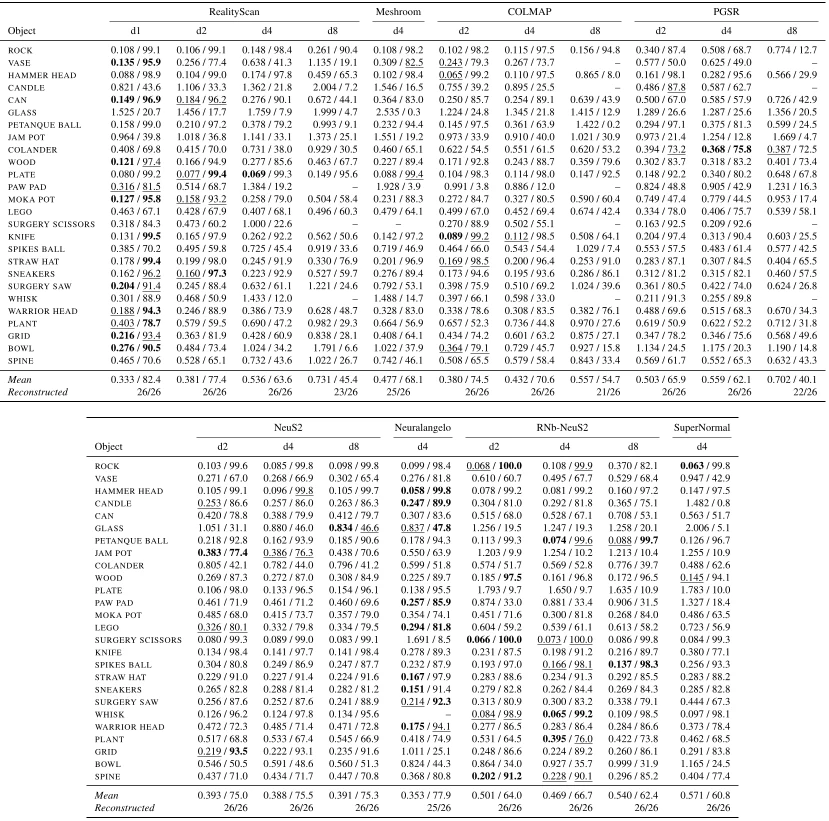 RealityScan Meshroom COLMAP PGSR
Object d1 d2 d4 d8 d4 d2 d4 d8 d2 d4 d8
ROCK 0.108 / 99.1 0.106 / 99.1 0.148 / 98.4 0.261 / 90.4 0.108 / 98.2 0.102 / 98.2 0.115 / 97.5 0.156 / 94.8 0.340 / 87.4 0.508 / 68.7 0.774 / 12.7
VASE 0.135 / 95.9 0.256 / 77.4 0.638 / 41.3 1.135 / 19.1 0.309 / 82.5 0.243 / 79.3 0.267 / 73.7 – 0.577 / 50.0 0.625 / 49.0 –
HAMMER HEAD 0.088 / 98.9 0.104 / 99.0 0.174 / 97.8 0.459 / 65.3 0.102 / 98.4 0.065 / 99.2 0.110 / 97.5 0.865 / 8.0 0.161 / 98.1 0.282 / 95.6 0.566 / 29.9
CANDLE 0.821 / 43.6 1.106 / 33.3 1.362 / 21.8 2.004 / 7.2 1.546 / 16.5 0.755 / 39.2 0.895 / 25.5 – 0.486 / 87.8 0.587 / 62.7 –
CAN 0.149 / 96.9 0.184 / 96.2 0.276 / 90.1 0.672 / 44.1 0.364 / 83.0 0.250 / 85.7 0.254 / 89.1 0.639 / 43.9 0.500 / 67.0 0.585 / 57.9 0.726 / 42.9
GLASS 1.525 / 20.7 1.456 / 17.7 1.759 / 7.9 1.999 / 4.7 2.535 / 0.3 1.224 / 24.8 1.345 / 21.8 1.415 / 12.9 1.289 / 26.6 1.287 / 25.6 1.356 / 20.5
PETANQUE BALL 0.158 / 99.0 0.210 / 97.2 0.378 / 79.2 0.993 / 9.1 0.232 / 94.4 0.145 / 97.5 0.361 / 63.9 1.422 / 0.2 0.294 / 97.1 0.375 / 81.3 0.599 / 24.5
JAM POT 0.964 / 39.8 1.018 / 36.8 1.141 / 33.1 1.373 / 25.1 1.551 / 19.2 0.973 / 33.9 0.910 / 40.0 1.021 / 30.9 0.973 / 21.4 1.254 / 12.8 1.669 / 4.7
COLANDER 0.408 / 69.8 0.415 / 70.0 0.731 / 38.0 0.929 / 30.5 0.460 / 65.1 0.622 / 54.5 0.551 / 61.5 0.620 / 53.2 0.394 / 73.2 0.368 / 75.8 0.387 / 72.5
WOOD 0.121 / 97.4 0.166 / 94.9 0.277 / 85.6 0.463 / 67.7 0.227 / 89.4 0.171 / 92.8 0.243 / 88.7 0.359 / 79.6 0.302 / 83.7 0.318 / 83.2 0.401 / 73.4
PLATE 0.080 / 99.2 0.077 / 99.4 0.069 / 99.3 0.149 / 95.6 0.088 / 99.4 0.104 / 98.3 0.114 / 98.0 0.147 / 92.5 0.148 / 92.2 0.340 / 80.2 0.648 / 67.8
PAW PAD 0.316 / 81.5 0.514 / 68.7 1.384 / 19.2 – 1.928 / 3.9 0.991 / 3.8 0.886 / 12.0 – 0.824 / 48.8 0.905 / 42.9 1.231 / 16.3
MOKA POT 0.127 / 95.8 0.158 / 93.2 0.258 / 79.0 0.504 / 58.4 0.231 / 88.3 0.272 / 84.7 0.327 / 80.5 0.590 / 60.4 0.749 / 47.4 0.779 / 44.5 0.953 / 17.4
LEGO 0.463 / 67.1 0.428 / 67.9 0.407 / 68.1 0.496 / 60.3 0.479 / 64.1 0.499 / 67.0 0.452 / 69.4 0.674 / 42.4 0.334 / 78.0 0.406 / 75.7 0.539 / 58.1
SURGERY SCISSORS 0.318 / 84.3 0.473 / 60.2 1.000 / 22.6 – – 0.270 / 88.9 0.502 / 55.1 – 0.163 / 92.5 0.209 / 92.6 –
KNIFE 0.131 / 99.5 0.165 / 97.9 0.262 / 92.2 0.562 / 50.6 0.142 / 97.2 0.089 / 99.2 0.112 / 98.5 0.508 / 64.1 0.204 / 97.4 0.313 / 90.4 0.603 / 25.5
SPIKES BALL 0.385 / 70.2 0.495 / 59.8 0.725 / 45.4 0.919 / 33.6 0.719 / 46.9 0.464 / 66.0 0.543 / 54.4 1.029 / 7.4 0.553 / 57.5 0.483 / 61.4 0.577 / 42.5
STRAW HAT 0.178 / 99.4 0.199 / 98.0 0.245 / 91.9 0.330 / 76.9 0.201 / 96.9 0.169 / 98.5 0.200 / 96.4 0.253 / 91.0 0.283 / 87.1 0.307 / 84.5 0.404 / 65.5
SNEAKERS 0.162 / 96.2 0.160 / 97.3 0.223 / 92.9 0.527 / 59.7 0.276 / 89.4 0.173 / 94.6 0.195 / 93.6 0.286 / 86.1 0.312 / 81.2 0.315 / 82.1 0.460 / 57.5
SURGERY SAW 0.204 / 91.4 0.245 / 88.4 0.632 / 61.1 1.221 / 24.6 0.792 / 53.1 0.398 / 75.9 0.510 / 69.2 1.024 / 39.6 0.361 / 80.5 0.422 / 74.0 0.624 / 26.8
WHISK 0.301 / 88.9 0.468 / 50.9 1.433 / 12.0 – 1.488 / 14.7 0.397 / 66.1 0.598 / 33.0 – 0.211 / 91.3 0.255 / 89.8 –
WARRIOR HEAD 0.188 / 94.3 0.246 / 88.9 0.386 / 73.9 0.628 / 48.7 0.328 / 83.0 0.338 / 78.6 0.308 / 83.5 0.382 / 76.1 0.488 / 69.6 0.515 / 68.3 0.670 / 34.3
PLANT 0.403 / 78.7 0.579 / 59.5 0.690 / 47.2 0.982 / 29.3 0.664 / 56.9 0.657 / 52.3 0.736 / 44.8 0.970 / 27.6 0.619 / 50.9 0.622 / 52.2 0.712 / 31.8
GRID 0.216 / 93.4 0.363 / 81.9 0.428 / 60.9 0.838 / 28.1 0.408 / 64.1 0.434 / 74.2 0.601 / 63.2 0.875 / 27.1 0.347 / 78.2 0.346 / 75.6 0.568 / 49.6
BOWL 0.276 / 90.5 0.484 / 73.4 1.024 / 34.2 1.791 / 6.6 1.022 / 39.0 0.364 / 79.1 0.729 / 45.7 0.927 / 15.8 1.134 / 24.5 1.175 / 20.3 1.190 / 14.8
SPINE 0.465 / 70.6 0.528 / 65.1 0.732 / 43.6 1.022 / 26.7 0.742 / 46.1 0.508 / 65.5 0.579 / 58.4 0.843 / 33.4 0.569 / 61.7 0.552 / 65.3 0.632 / 43.3
Mean 0.333 / 82.4 0.381 / 77.4 0.536 / 63.6 0.731 / 45.4 0.477 / 68.1 0.380 / 74.5 0.432 / 70.6 0.557 / 54.7 0.503 / 65.9 0.559 / 62.1 0.702 / 40.1
Reconstructed 26/26 26/26 26/26 23/26 25/26 26/26 26/26 21/26 26/26 26/26 22/26
NeuS2 Neuralangelo RNb-NeuS2 SuperNormal
Object d2 d4 d8 d4 d2 d4 d8 d4
ROCK 0.103 / 99.6 0.085 / 99.8 0.098 / 99.8 0.099 / 98.4 0.068 / 100.0 0.108 / 99.9 0.370 / 82.1 0.063 / 99.8
VASE 0.271 / 67.0 0.268 / 66.9 0.302 / 65.4 0.276 / 81.8 0.610 / 60.7 0.495 / 67.7 0.529 / 68.4 0.947 / 42.9
HAMMER HEAD 0.105 / 99.1 0.096 / 99.8 0.105 / 99.7 0.058 / 99.8 0.078 / 99.2 0.081 / 99.2 0.160 / 97.2 0.147 / 97.5
CANDLE 0.253 / 86.6 0.257 / 86.0 0.263 / 86.3 0.247 / 89.9 0.304 / 81.0 0.292 / 81.8 0.365 / 75.1 1.482 / 0.8
CAN 0.420 / 78.8 0.388 / 79.9 0.412 / 79.7 0.307 / 83.6 0.515 / 68.0 0.528 / 67.1 0.708 / 53.1 0.563 / 51.7
GLASS 1.051 / 31.1 0.880 / 46.0 0.834 / 46.6 0.837 / 47.8 1.256 / 19.5 1.247 / 19.3 1.258 / 20.1 2.006 / 5.1
PETANQUE BALL 0.218 / 92.8 0.162 / 93.9 0.185 / 90.6 0.178 / 94.3 0.113 / 99.3 0.074 / 99.6 0.088 / 99.7 0.126 / 96.7
JAM POT 0.383 / 77.4 0.386 / 76.3 0.438 / 70.6 0.550 / 63.9 1.203 / 9.9 1.254 / 10.2 1.213 / 10.4 1.255 / 10.9
COLANDER 0.805 / 42.1 0.782 / 44.0 0.796 / 41.2 0.599 / 51.8 0.574 / 51.7 0.569 / 52.8 0.776 / 39.7 0.488 / 62.6
WOOD 0.269 / 87.3 0.272 / 87.0 0.308 / 84.9 0.225 / 89.7 0.185 / 97.5 0.161 / 96.8 0.172 / 96.5 0.145 / 94.1
PLATE 0.106 / 98.0 0.133 / 96.5 0.154 / 96.1 0.138 / 95.5 1.793 / 9.7 1.650 / 9.7 1.635 / 10.9 1.783 / 10.0
PAW PAD 0.461 / 71.9 0.461 / 71.2 0.460 / 69.6 0.257 / 85.9 0.874 / 33.0 0.881 / 33.4 0.906 / 31.5 1.327 / 18.4
MOKA POT 0.485 / 68.0 0.415 / 73.7 0.357 / 79.0 0.354 / 74.1 0.451 / 71.6 0.300 / 81.8 0.268 / 84.0 0.486 / 63.5
LEGO 0.326 / 80.1 0.332 / 79.8 0.334 / 79.5 0.294 / 81.8 0.604 / 59.2 0.539 / 61.1 0.613 / 58.2 0.723 / 56.9
SURGERY SCISSORS 0.080 / 99.3 0.089 / 99.0 0.083 / 99.1 1.691 / 8.5 0.066 / 100.0 0.073 / 100.0 0.086 / 99.8 0.084 / 99.3
KNIFE 0.134 / 98.4 0.141 / 97.7 0.141 / 98.4 0.278 / 89.3 0.231 / 87.5 0.198 / 91.2 0.216 / 89.7 0.380 / 77.1
SPIKES BALL 0.304 / 80.8 0.249 / 86.9 0.247 / 87.7 0.232 / 87.9 0.193 / 97.0 0.166 / 98.1 0.137 / 98.3 0.256 / 93.3
STRAW HAT 0.229 / 91.0 0.227 / 91.4 0.224 / 91.6 0.167 / 97.9 0.283 / 88.6 0.234 / 91.3 0.292 / 85.5 0.283 / 88.2
SNEAKERS 0.265 / 82.8 0.288 / 81.4 0.282 / 81.2 0.151 / 91.4 0.279 / 82.8 0.262 / 84.4 0.269 / 84.3 0.285 / 82.8
SURGERY SAW 0.256 / 87.6 0.252 / 87.6 0.241 / 88.9 0.214 / 92.3 0.313 / 80.9 0.300 / 83.2 0.338 / 79.1 0.444 / 67.3
WHISK 0.126 / 96.2 0.124 / 97.8 0.134 / 95.6 – 0.084 / 98.9 0.065 / 99.2 0.109 / 98.5 0.097 / 98.1
WARRIOR HEAD 0.472 / 72.3 0.485 / 71.4 0.471 / 72.8 0.175 / 94.1 0.277 / 86.5 0.283 / 86.4 0.284 / 86.6 0.373 / 78.4
PLANT 0.517 / 68.8 0.533 / 67.4 0.545 / 66.9 0.418 / 74.9 0.531 / 64.5 0.395 / 76.0 0.422 / 73.8 0.462 / 68.5
GRID 0.219 / 93.5 0.222 / 93.1 0.235 / 91.6 1.011 / 25.1 0.248 / 86.6 0.224 / 89.2 0.260 / 86.1 0.291 / 83.8
BOWL 0.546 / 50.5 0.591 / 48.6 0.560 / 51.3 0.824 / 44.3 0.864 / 34.0 0.927 / 35.7 0.999 / 31.9 1.165 / 24.5
SPINE 0.437 / 71.0 0.434 / 71.7 0.447 / 70.8 0.368 / 80.8 0.202 / 91.2 0.228 / 90.1 0.296 / 85.2 0.404 / 77.4
Mean 0.393 / 75.0 0.388 / 75.5 0.391 / 75.3 0.353 / 77.9 0.501 / 64.0 0.469 / 66.7 0.540 / 62.4 0.571 / 60.8
Reconstructed 26/26 26/26 26/26 25/26 26/26 26/26 26/26 26/26